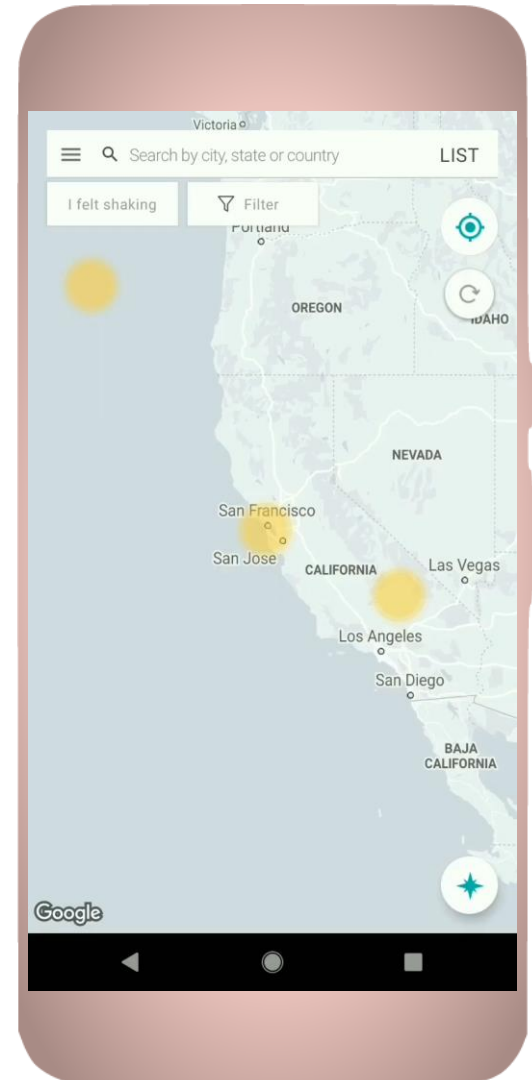 Victoria
Search by city, state or country LIST
I felt shaking Filter
Portland
OREGON
IDAHO
NEVADA
San Francisco
San Jose
CALIFORNIA
Las Vegas
Los Angeles
San Diego
BAJA
CALIFORNIA
Google